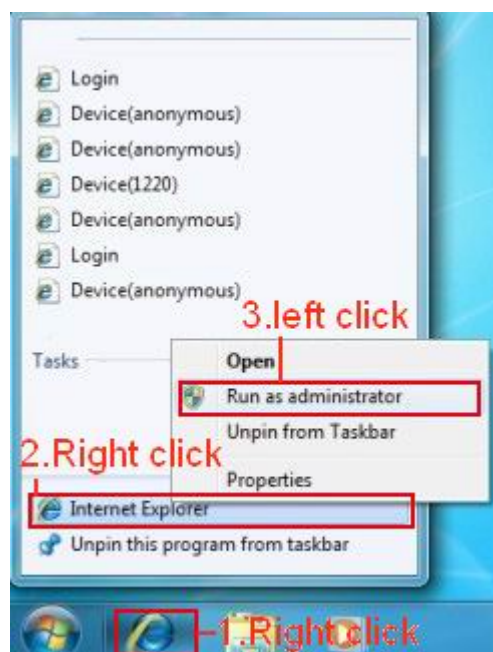 Login
Device(anonymous)
Device(anonymous)
Device(1220)
Device(anonymous)
Login
Device(anonymous)
3.left click
Tasks
Open
Run as administrator
Unpin from Taskbar
2.Right click
Properties
Internet Explorer
Unpin this program from taskbar
1.Right click